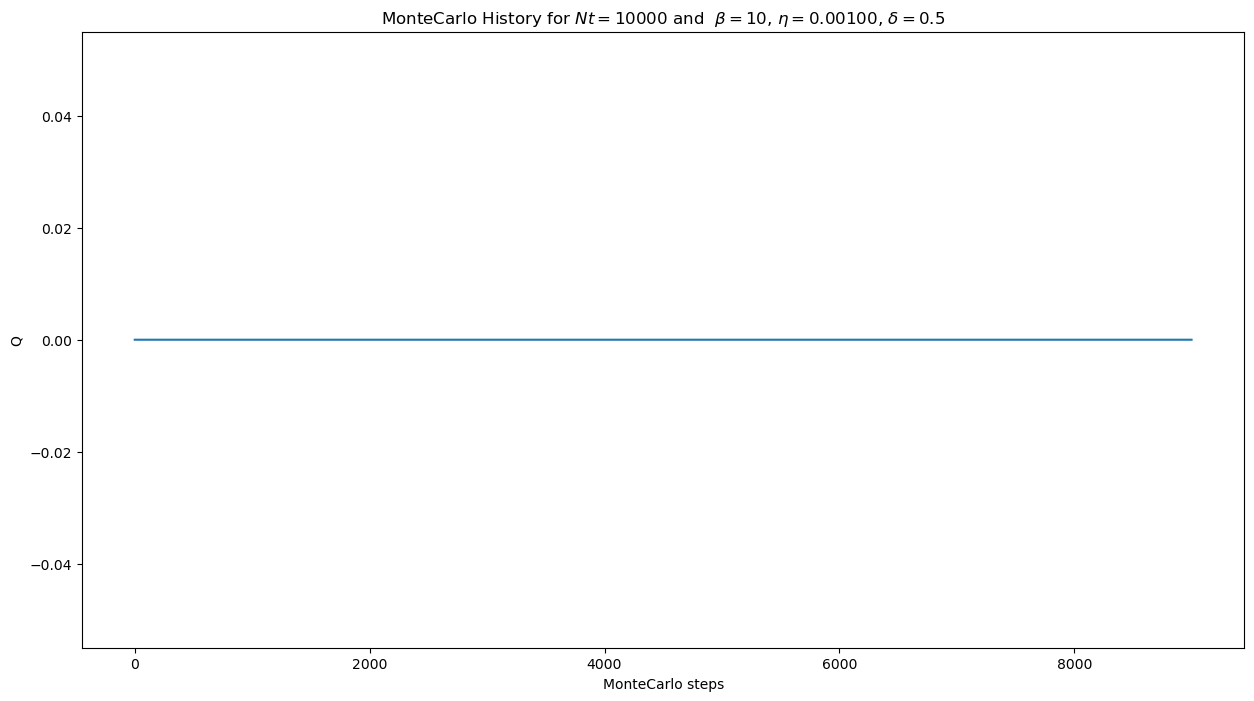 MonteCarlo History for Nt = 10000 and β = 10, η = 0.00100, δ = 0.5
0.04
0.02
Q
0.00
−0.02
−0.04
0 2000 4000 6000 8000
MonteCarlo steps